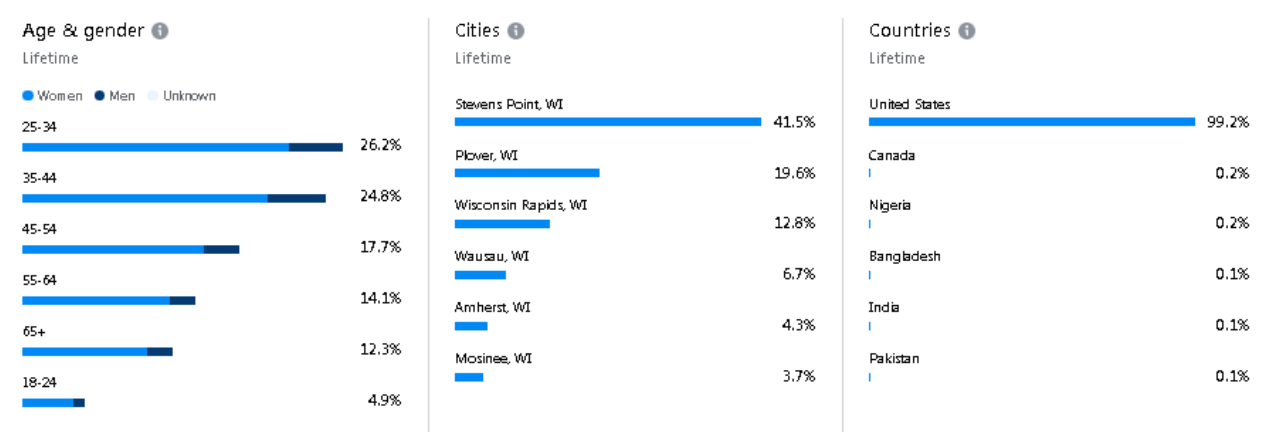 Age & gender
Lifetime
Women Men Unknown
25-34
26.2%
35-44
24.8%
45-54
17.7%
55-64
14.1%
65+
12.3%
18-24
4.9%
Cities
Lifetime
Stevens Point, WI
41.5%
Plover, WI
19.6%
Wisconsin Rapids, WI
12.8%
Wausau, WI
6.7%
Amherst, WI
4.3%
Mosinee, WI
3.7%
Countries
Lifetime
United States
99.2%
Canada
0.2%
Nigeria
0.2%
Bangladesh
0.1%
India
0.1%
Pakistan
0.1%